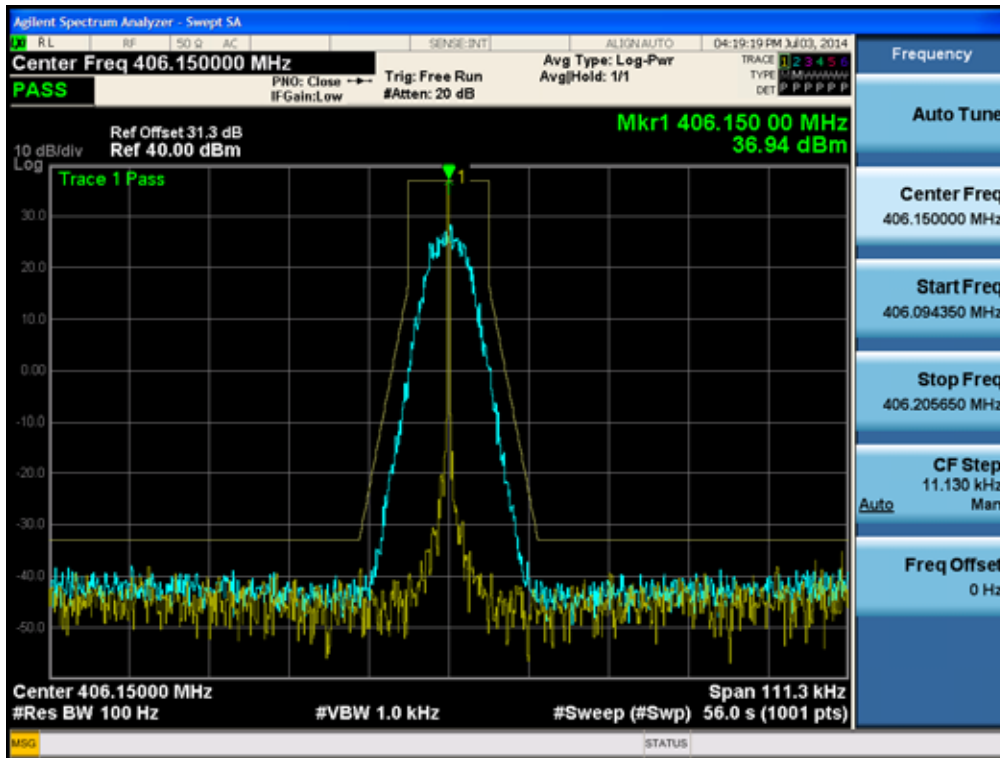 Agilent Spectrum Analyzer - Swept SA
RL RF 50 Ω AC SENSE:INT ALIGN AUTO 04:19:19 PM Jul 03, 2014
Center Freq 406.150000 MHz
PASS
PNO: Close
IFGain:Low
Trig: Free Run
#Atten: 20 dB
Avg Type: Log-Pwr
Avg|Hold: 1/1
TRACE 1 2 3 4 5 6
TYPE M M W W W W
DET P P P P P P
Frequency
Mkr1 406.150 00 MHz
36.94 dBm
Ref Offset 31.3 dB
10 dB/div Ref 40.00 dBm
Log
Trace 1 Pass
1
30.0
20.0
10.0
0.00
-10.0
-20.0
-30.0
-40.0
-50.0
Center 406.15000 MHz Span 111.3 kHz
#Res BW 100 Hz #VBW 1.0 kHz #Sweep (#Swp) 56.0 s (1001 pts)
MSG STATUS
Auto Tune
Center Freq
406.150000 MHz
Start Freq
406.094350 MHz
Stop Freq
406.205650 MHz
CF Step
11.130 kHz
Auto Man
Freq Offset
0 Hz